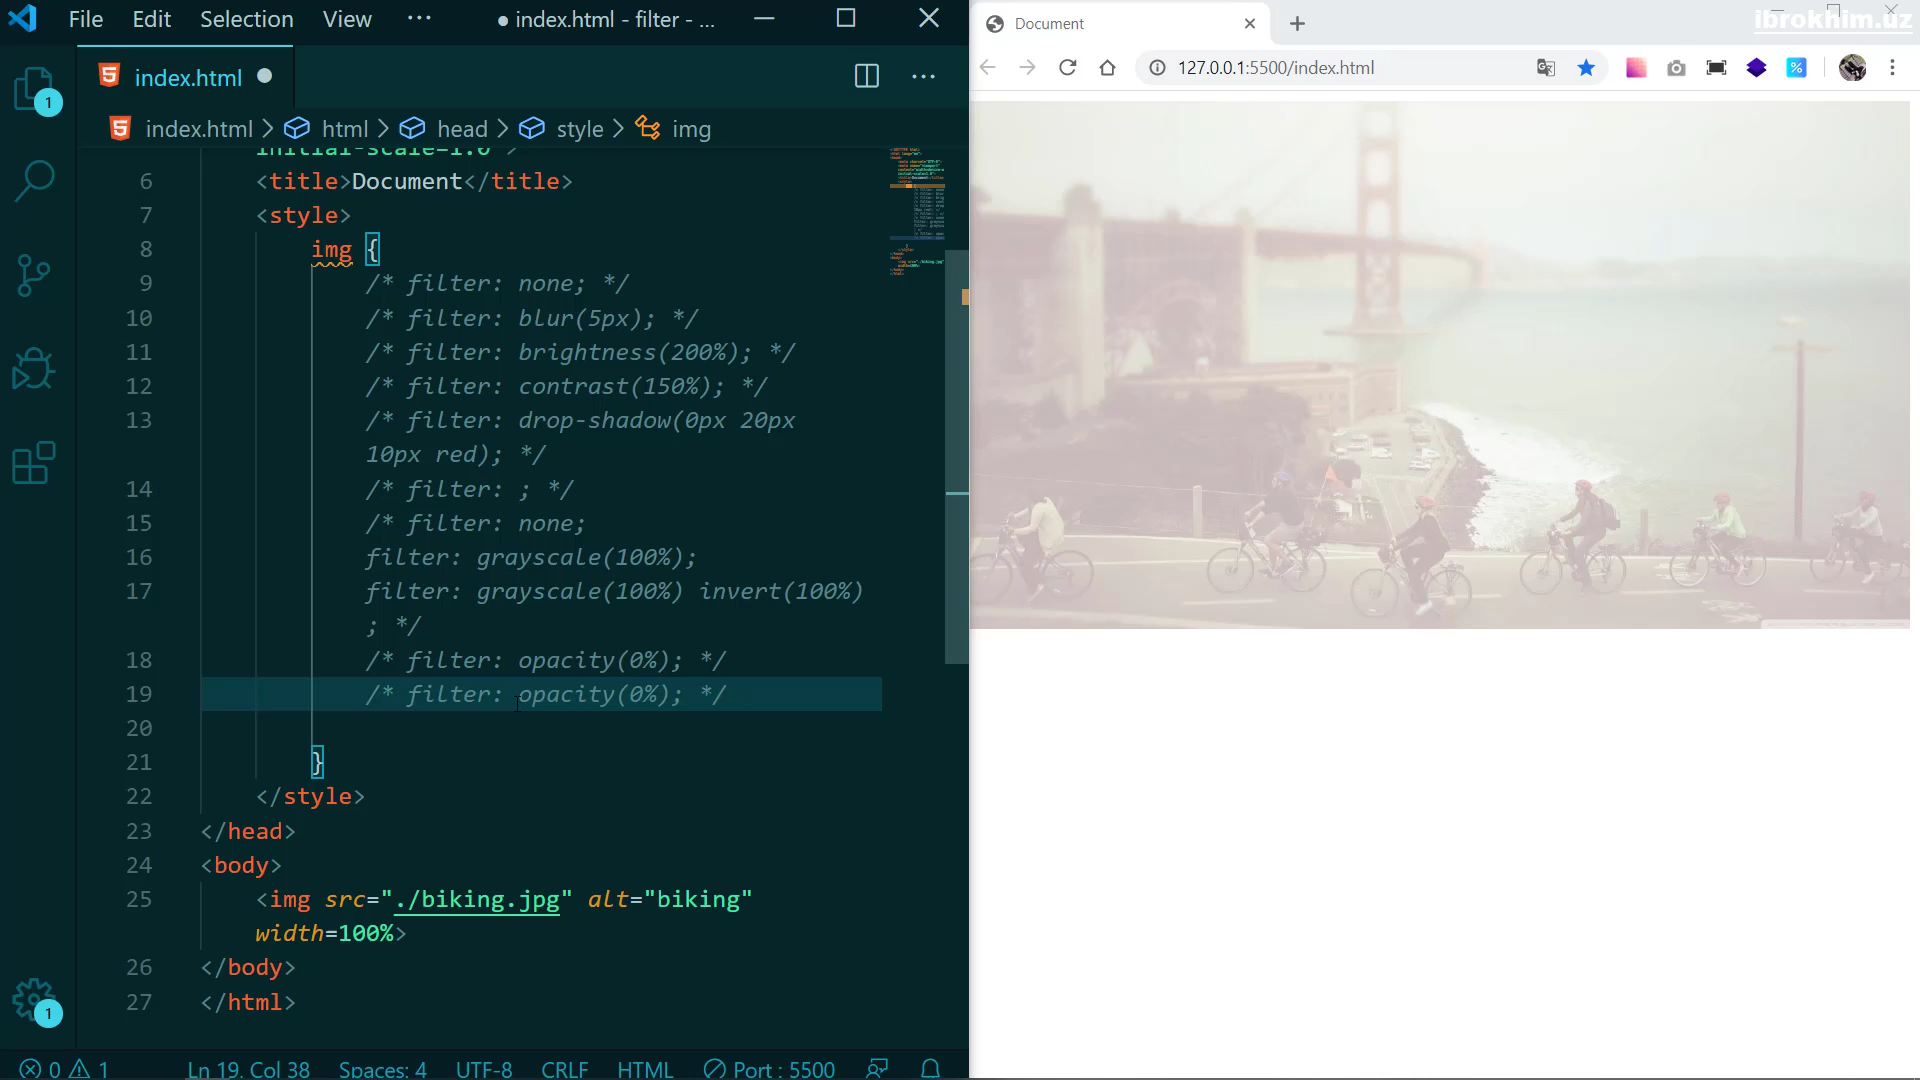 File Edit Selection View ··· ● index.html - filter - ...
index.html
index.html > html > head > style > img
initial-scale=1.0">
6 <title>Document</title>
7 <style>
8 img {
9 /* filter: none; */
10 /* filter: blur(5px); */
11 /* filter: brightness(200%); */
12 /* filter: contrast(150%); */
13 /* filter: drop-shadow(0px 20px
10px red); */
14 /* filter: ; */
15 /* filter: none;
16 filter: grayscale(100%);
17 filter: grayscale(100%) invert(100%)
; */
18 /* filter: opacity(0%); */
19 /* filter: opacity(0%); */
20
21 }
22 </style>
23 </head>
24 <body>
25 <img src="./biking.jpg" alt="biking"
width=100%>
26 </body>
27 </html>
1
1
0 1 Ln 19, Col 38 Spaces: 4 UTF-8 CRLF HTML Port : 5500
Document
ibrokhim.uz
127.0.0.1:5500/index.html